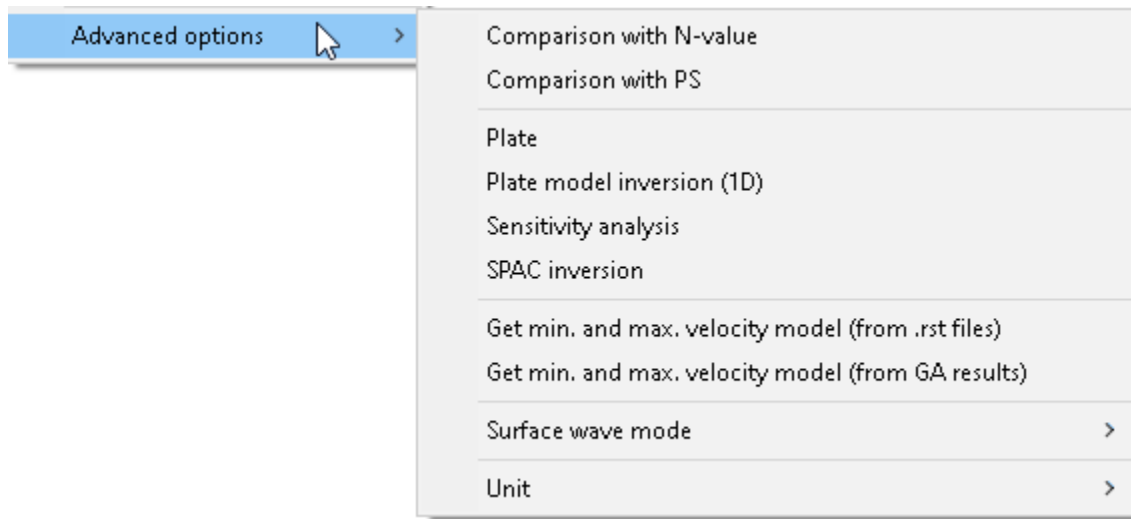 Advanced options
Comparison with N-value
Comparison with PS
Plate
Plate model inversion (1D)
Sensitivity analysis
SPAC inversion
Get min. and max. velocity model (from .rst files)
Get min. and max. velocity model (from GA results)
Surface wave mode
Unit